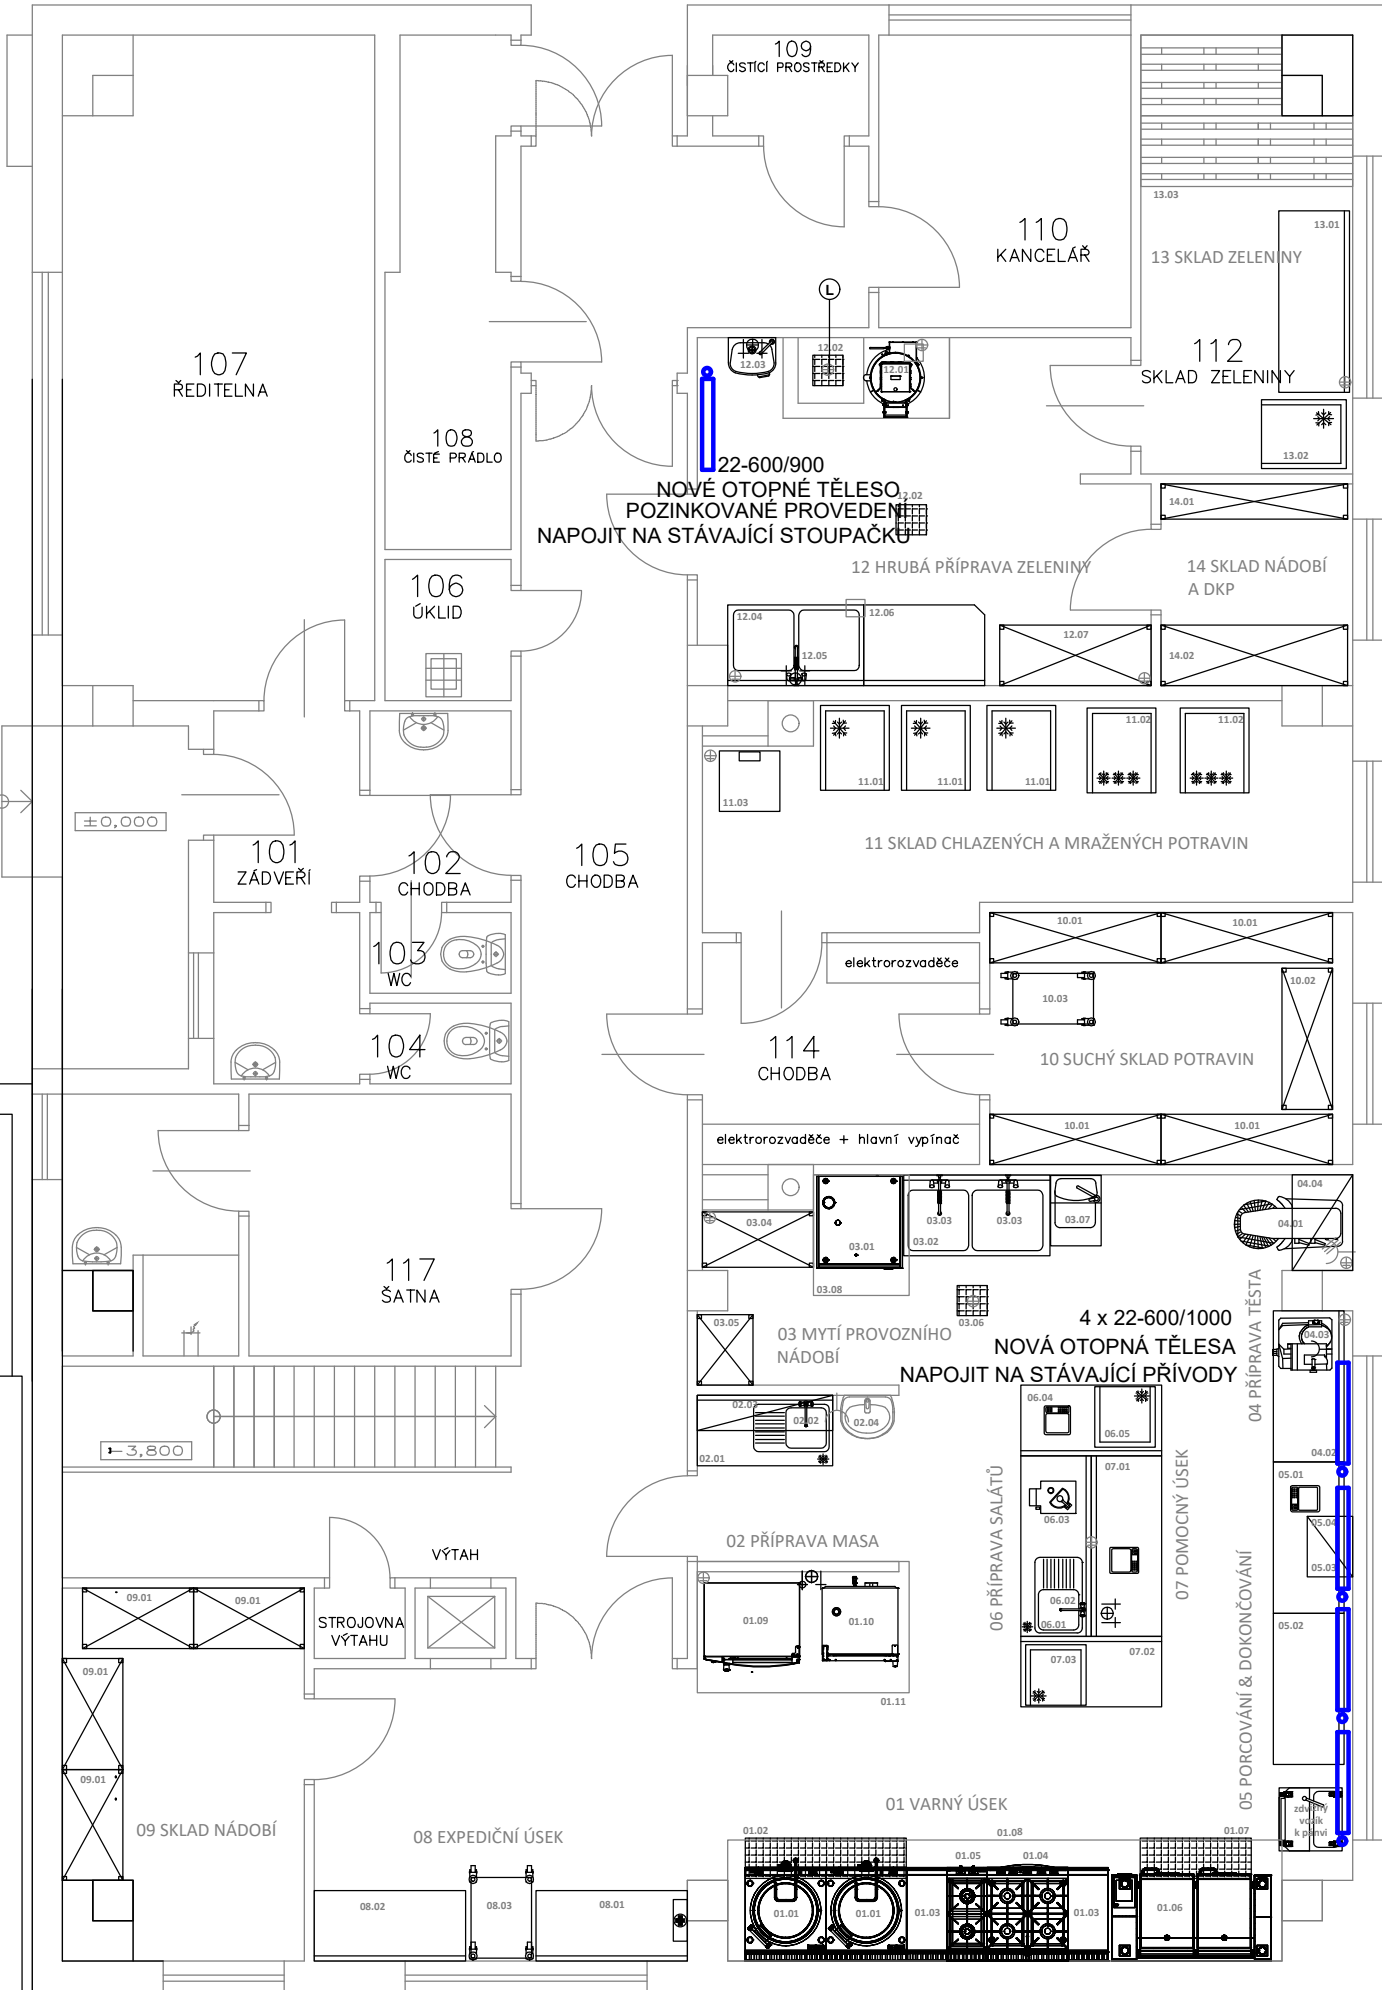 109
ČISTÍCÍ PROSTŘEDKY
13.03
13.01
110
KANCELÁŘ
13 SKLAD ZELENINY
L
107
ŘEDITELNA
12.03
12.02
12.01
112
SKLAD ZELENINY
108
ČISTÉ PRÁDLO
13.02
22-600/900
NOVÉ OTOPNÉ TĚLESO
POZINKOVANÉ PROVEDENÍ
NAPOJIT NA STÁVAJÍCÍ STOUPAČKU
12.02
14.01
12 HRUBÁ PŘÍPRAVA ZELENINY
14 SKLAD NÁDOBÍ
A DKP
106
ÚKLID
12.04
12.05
12.06
12.07
14.02
11.01
11.01
11.01
11.02
11.02
11.03
±0,000
11 SKLAD CHLAZENÝCH A MRAŽENÝCH POTRAVIN
101
ZÁDVEŘÍ
102
CHODBA
105
CHODBA
103
WC
10.01
10.01
elektrorozvaděče
10.02
10.03
104
WC
114
CHODBA
10 SUCHÝ SKLAD POTRAVIN
elektrorozvaděče + hlavní vypínač
10.01
10.01
03.04
03.01
03.02
03.03
03.03
03.07
04.04
04.01
03.08
117
ŠATNA
03.06
03.05
03 MYTÍ PROVOZNÍHO
NÁDOBÍ
4 x 22-600/1000
NOVÁ OTOPNÁ TĚLESA
NAPOJIT NA STÁVAJÍCÍ PŘÍVODY
04 PŘÍPRAVA TĚSTA
04.03
04.02
02.02
02.04
02.01
06.04
06.05
-3,800
06 PŘÍPRAVA SALÁTŮ
07.01
07 POMOCNÝ ÚSEK
05.01
06.03
05.04
05.03
02 PŘÍPRAVA MASA
VÝTAH
01.09
01.10
06.02
06.01
05.02
05 PORCOVÁNÍ & DOKONČOVÁNÍ
09.01
09.01
STROJOVNA
VÝTAHU
07.02
07.03
01.11
09.01
09.01
09 SKLAD NÁDOBÍ
08 EXPEDIČNÍ ÚSEK
01 VARNÝ ÚSEK
zdvižný
vozík
k pánvi
01.02
01.08
01.07
01.05
01.04
08.02
08.03
08.01
01.01
01.01
01.03
01.03
01.06